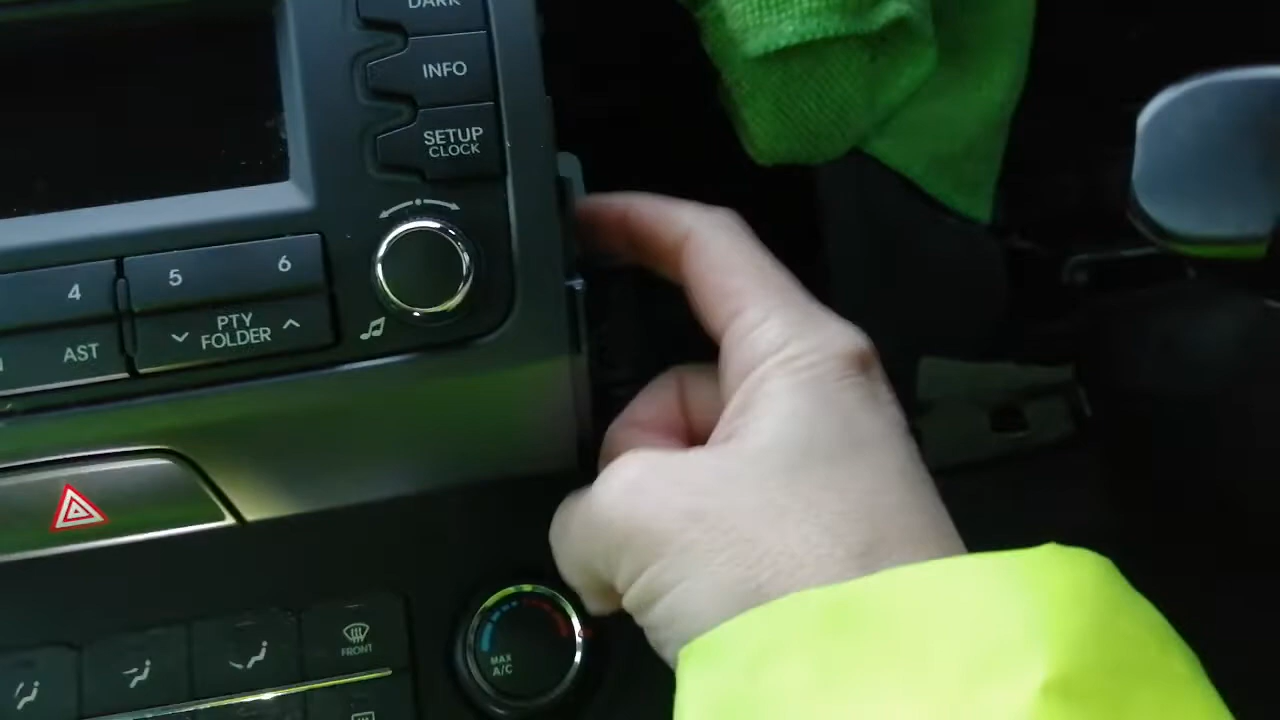 DARK
INFO
SETUP
CLOCK
4
5
6
PTY
FOLDER
AST
FRONT
MAX
A/C